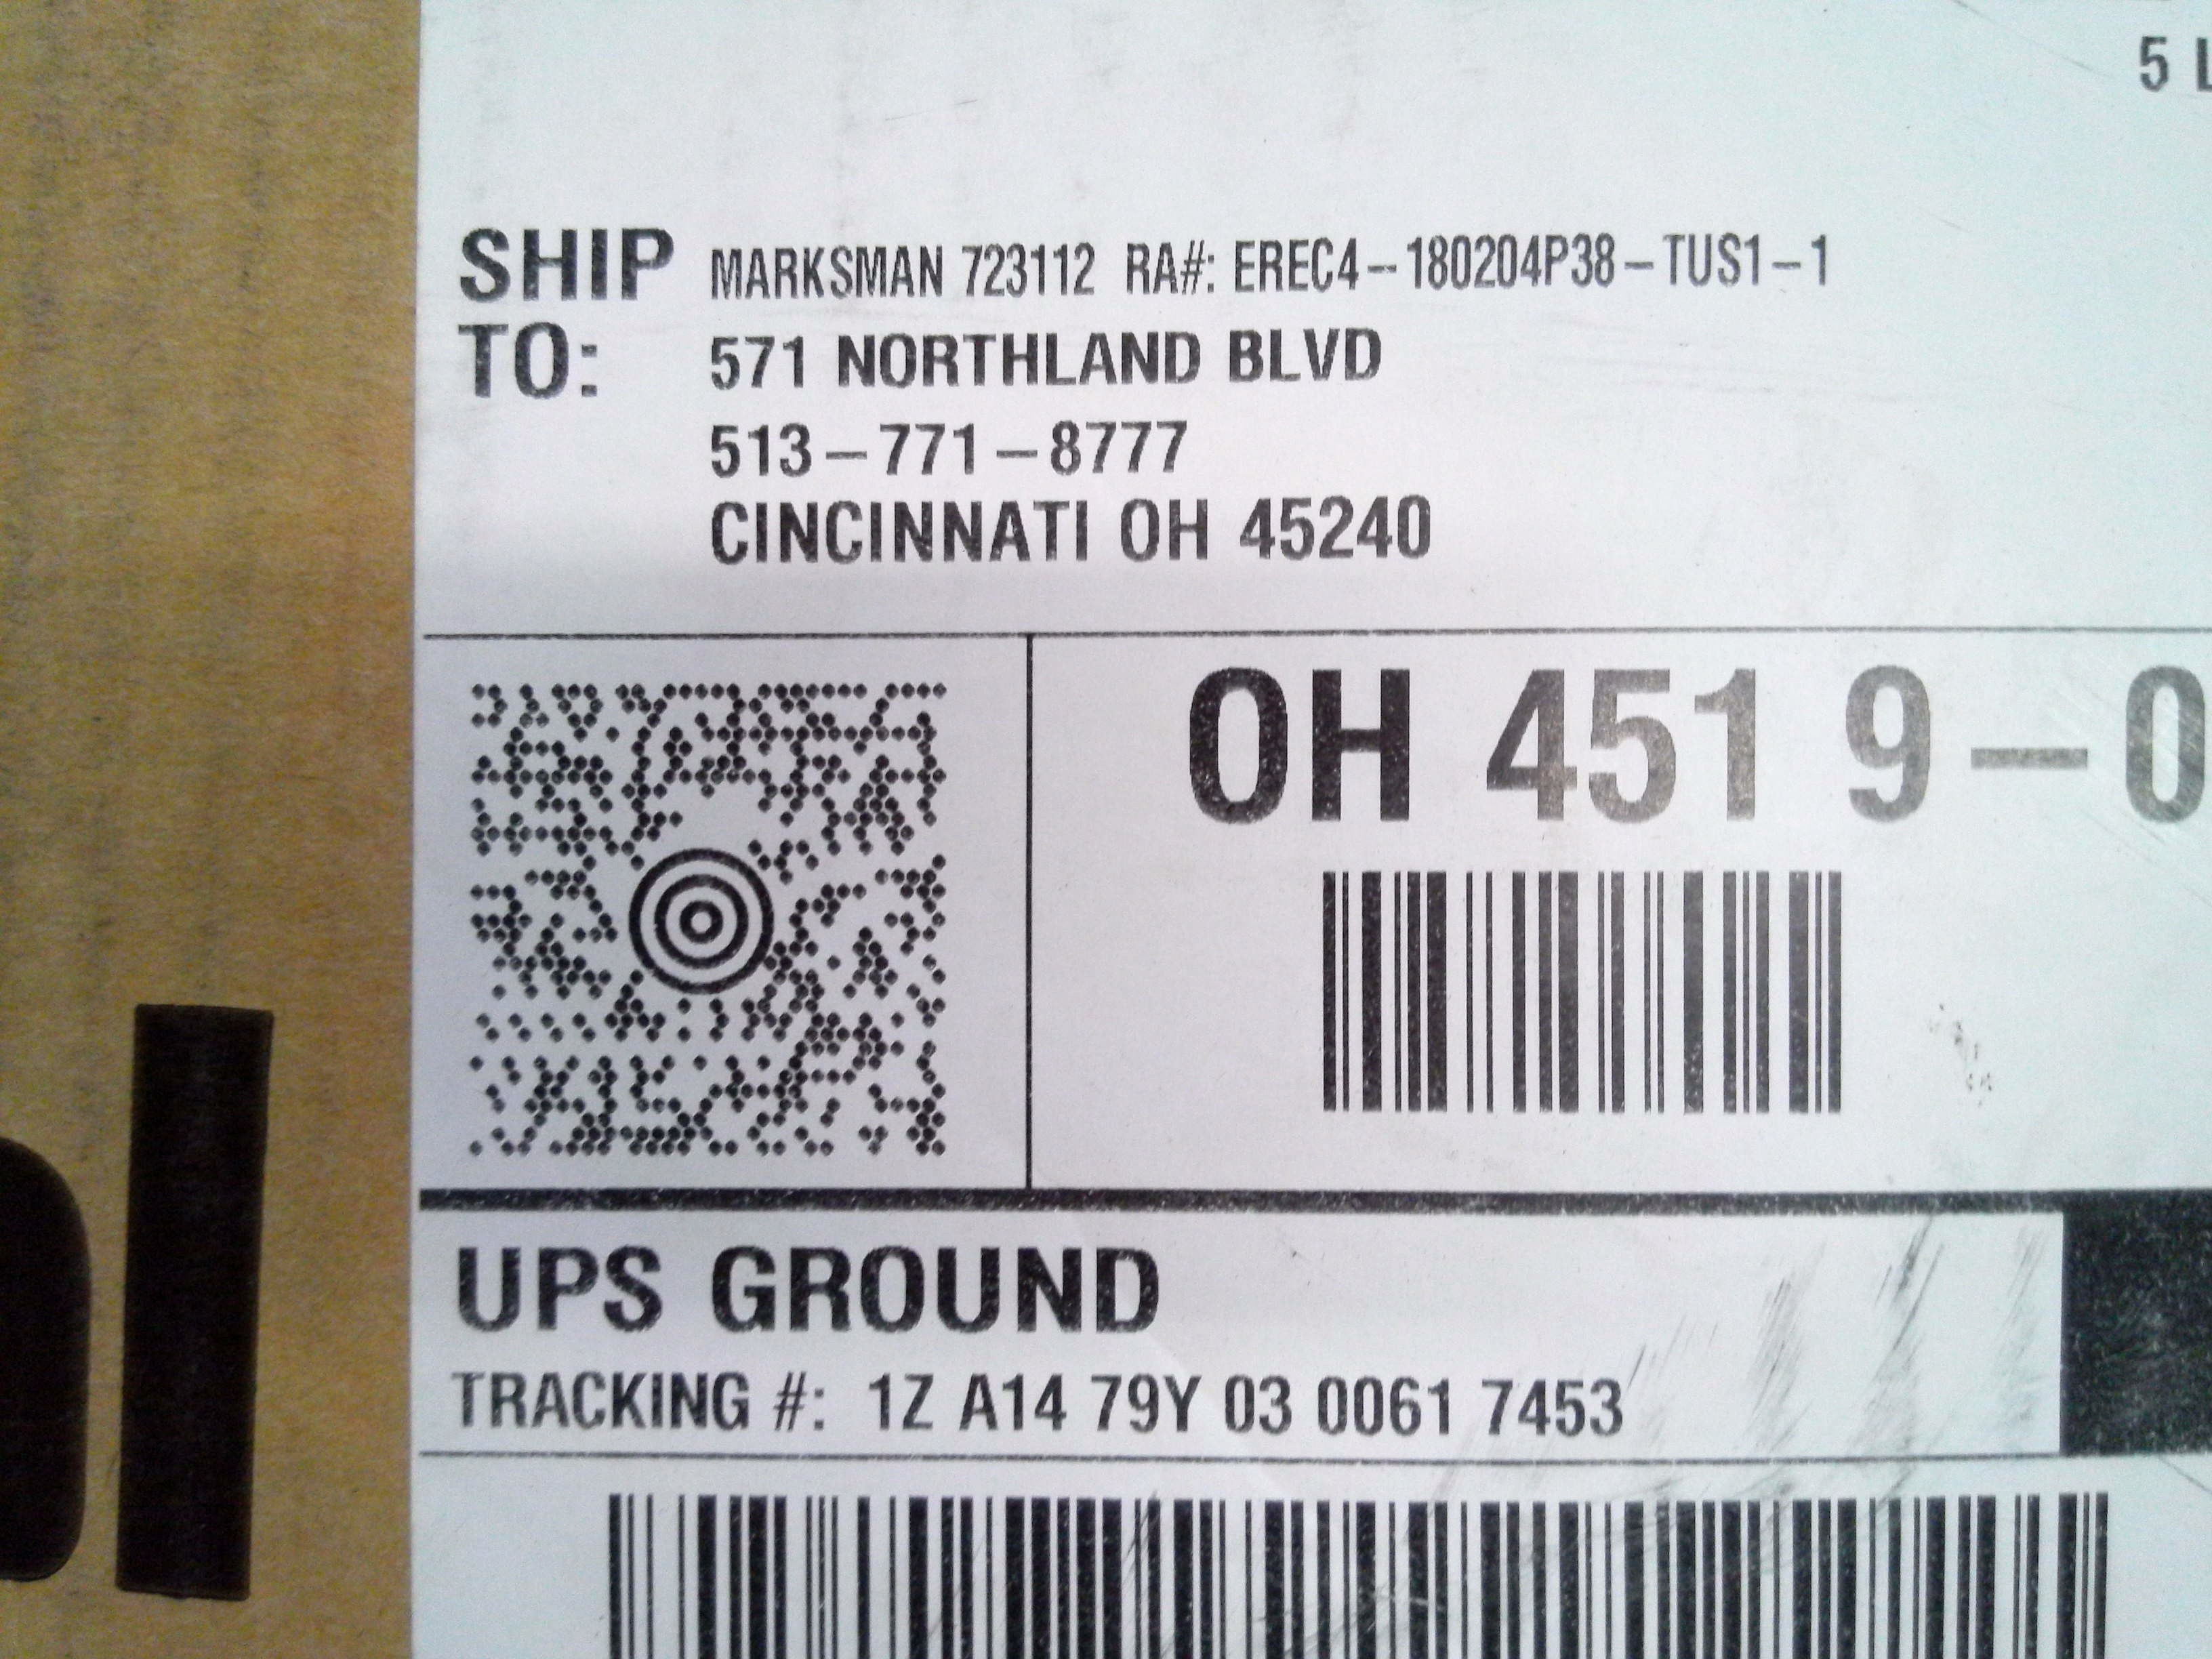 5 L
SHIP TO:
MARKSMAN 723112 RA#: EREC4-180204P38-TUS1-1
571 NORTHLAND BLVD
513-771-8777
CINCINNATI OH 45240
OH 451 9-0
UPS GROUND
TRACKING #: 1Z A14 79Y 03 0061 7453